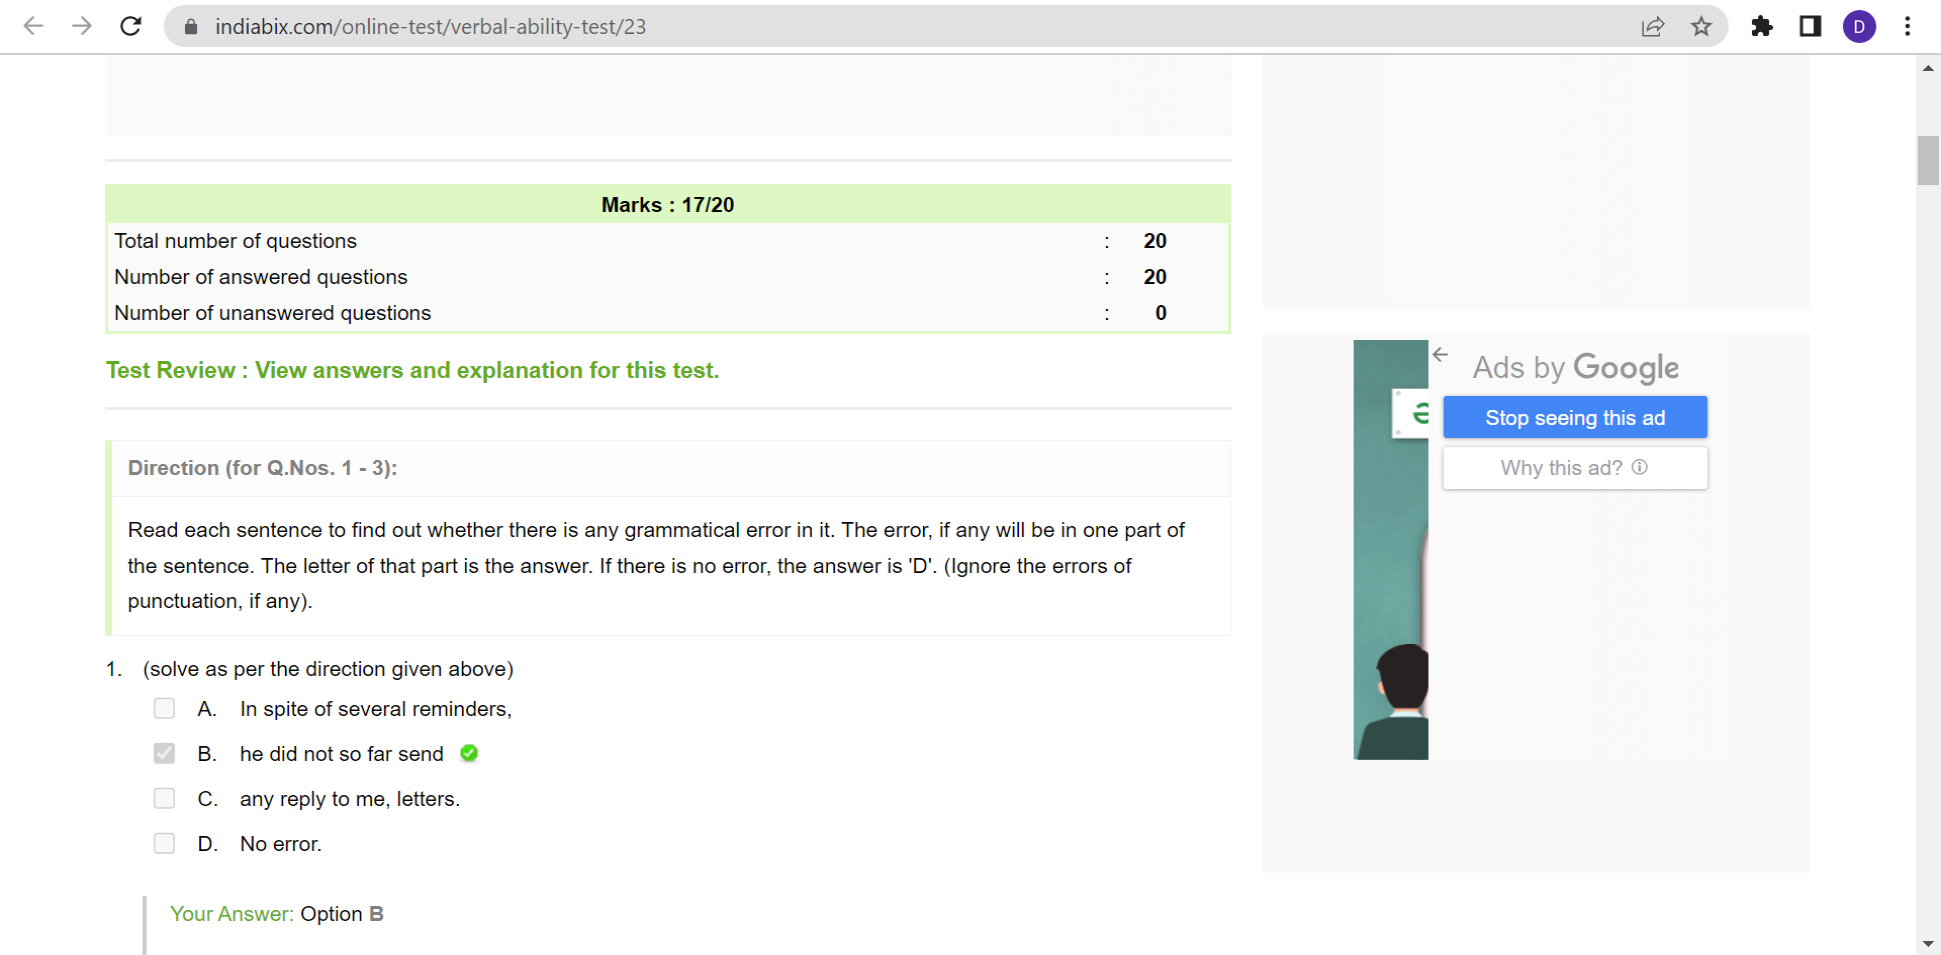 indiabix.com/online-test/verbal-ability-test/23
D
Marks : 17/20
Total number of questions : 20
Number of answered questions : 20
Number of unanswered questions : 0
Test Review : View answers and explanation for this test.
Direction (for Q.Nos. 1 - 3):
Read each sentence to find out whether there is any grammatical error in it. The error, if any will be in one part of
the sentence. The letter of that part is the answer. If there is no error, the answer is 'D'. (Ignore the errors of
punctuation, if any).
1. (solve as per the direction given above)
A. In spite of several reminders,
B. he did not so far send
C. any reply to me, letters.
D. No error.
Your Answer: Option B
Ads by Google
Stop seeing this ad
Why this ad?